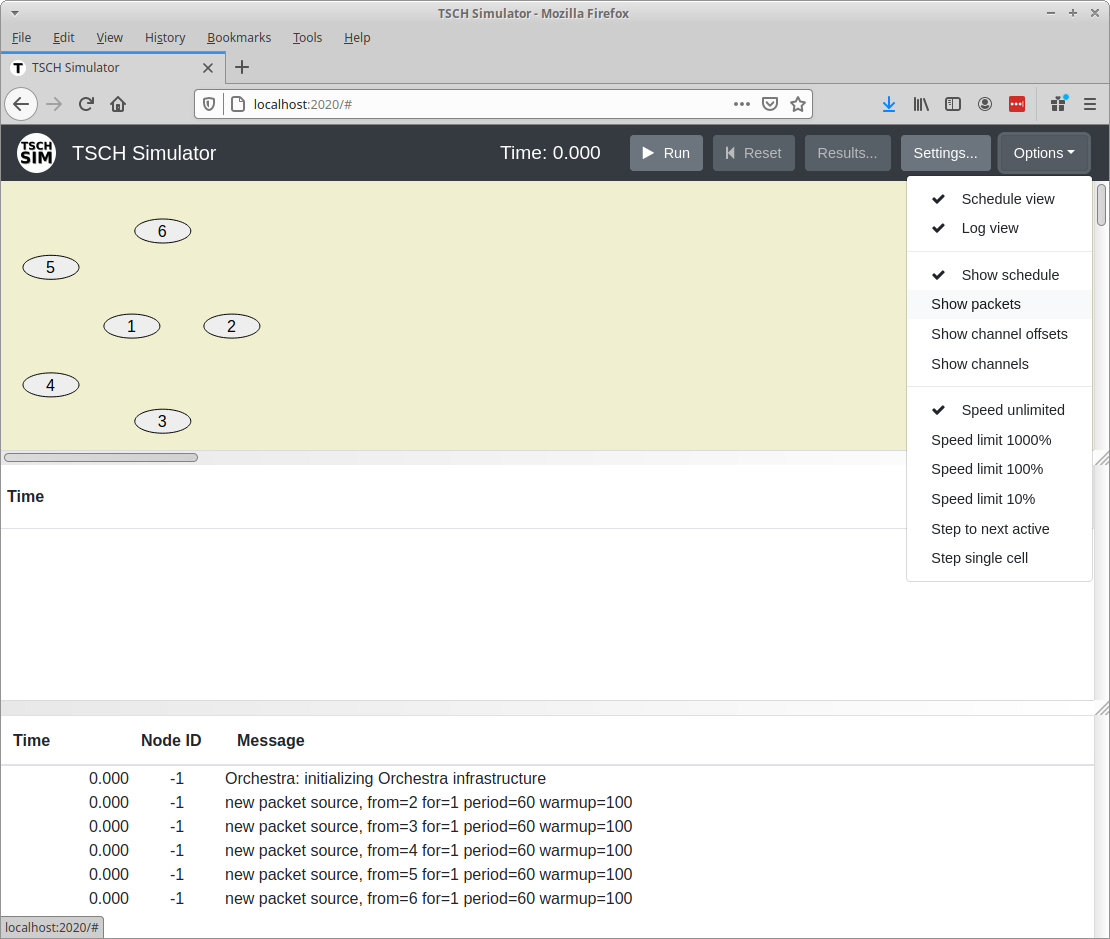 TSCH Simulator - Mozilla Firefox
File Edit View History Bookmarks Tools Help
T TSCH Simulator
localhost:2020/#
TSCH SIM TSCH Simulator Time: 0.000 Run Reset Results... Settings... Options
Schedule view
Log view
Show schedule
Show packets
Show channel offsets
Show channels
Speed unlimited
Speed limit 1000%
Speed limit 100%
Speed limit 10%
Step to next active
Step single cell
6
5
1 2
4
3
Time
Time Node ID Message
0.000 -1 Orchestra: initializing Orchestra infrastructure
0.000 -1 new packet source, from=2 for=1 period=60 warmup=100
0.000 -1 new packet source, from=3 for=1 period=60 warmup=100
0.000 -1 new packet source, from=4 for=1 period=60 warmup=100
0.000 -1 new packet source, from=5 for=1 period=60 warmup=100
0.000 -1 new packet source, from=6 for=1 period=60 warmup=100
localhost:2020/#